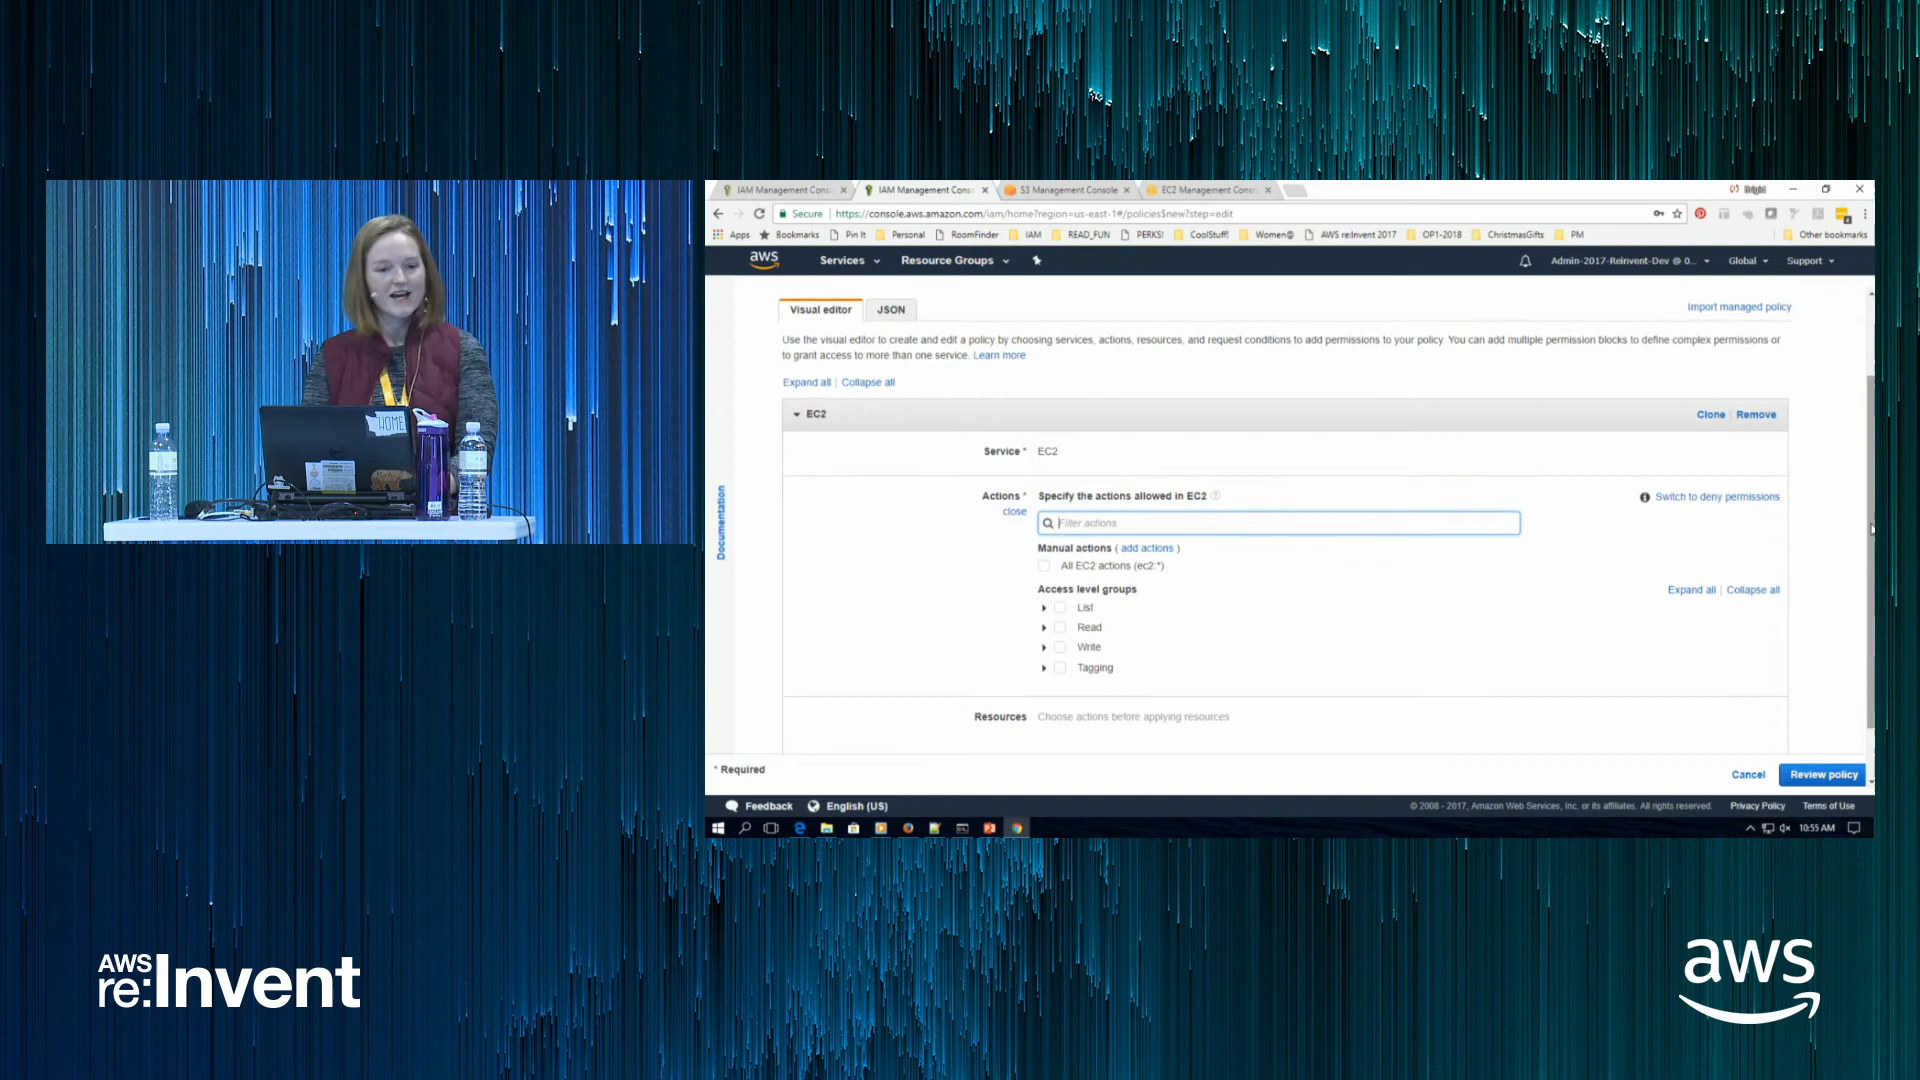 IAM Management Cons
IAM Management Cons
S3 Management Console
EC2 Management Conso
Secure
https://console.aws.amazon.com/iam/home?region=us-east-1#/policies$new?step=edit
Apps
Bookmarks
Pin It
Personal
RoomFinder
IAM
READ_FUN
PERKS!
CoolStuff!
Women@
AWS re:Invent 2017
OP1-2018
ChristmasGifts
PM
Other bookmarks
aws
Services
Resource Groups
Admin-2017-Reinvent-Dev @ 0...
Global
Support
Visual editor
JSON
Import managed policy
Use the visual editor to create and edit a policy by choosing services, actions, resources, and request conditions to add permissions to your policy. You can add multiple permission blocks to define complex permissions or
to grant access to more than one service. Learn more
Expand all | Collapse all
EC2
Clone | Remove
Service * EC2
Actions *
close
Specify the actions allowed in EC2
Switch to deny permissions
Filter actions
Manual actions ( add actions )
All EC2 actions (ec2:*)
Access level groups
Expand all | Collapse all
List
Read
Write
Tagging
Resources Choose actions before applying resources
Documentation
* Required
Cancel
Review policy
Feedback
English (US)
© 2008 - 2017, Amazon Web Services, Inc. or its affiliates. All rights reserved.
Privacy Policy
Terms of Use
10:55 AM
HOME
AWS
re:Invent
aws